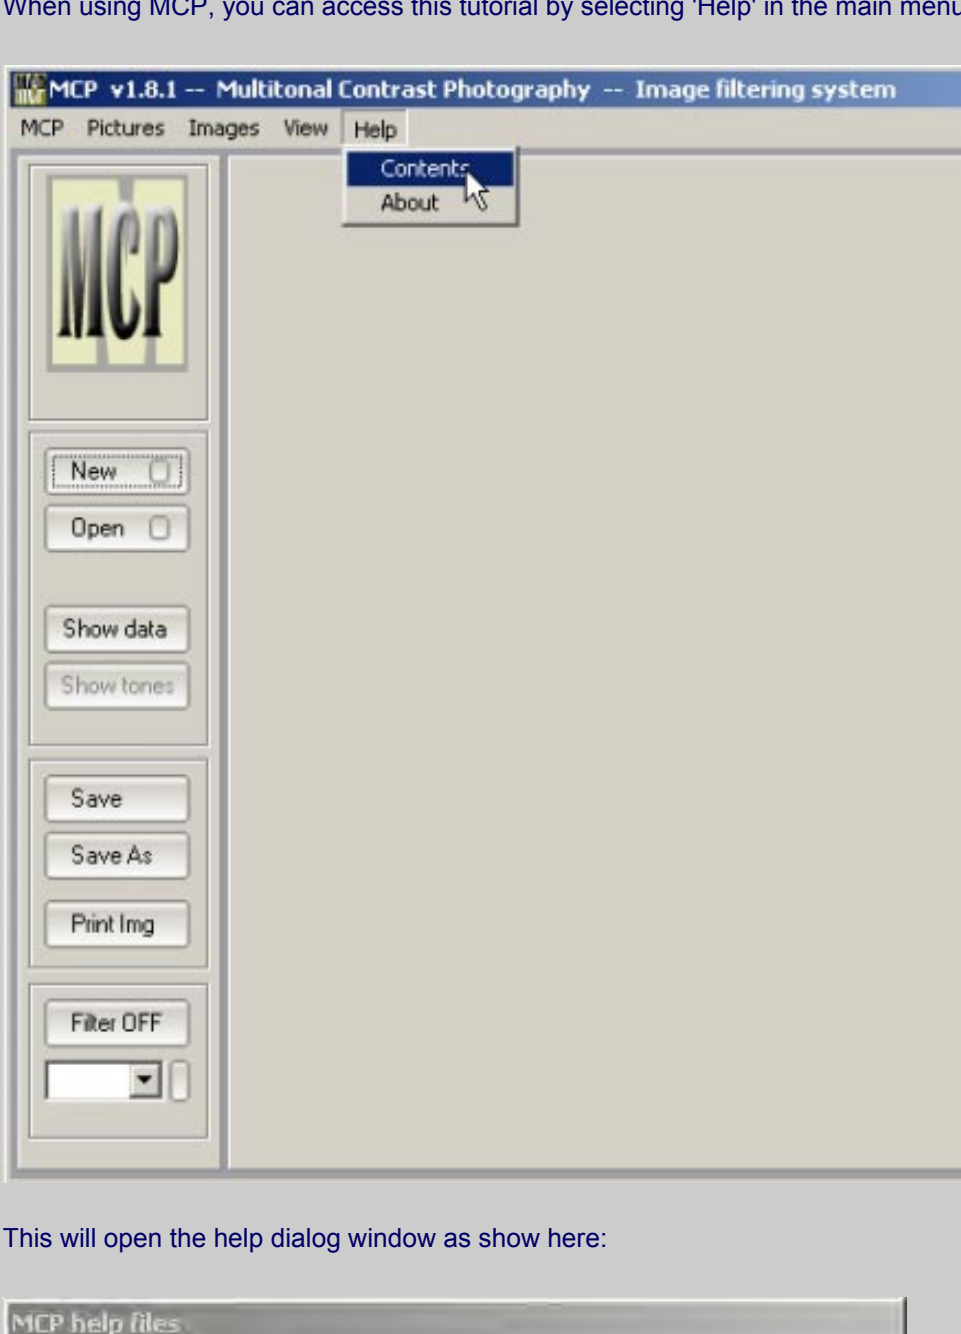 When using MCP, you can access this tutorial by selecting 'Help' in the main menu
MCP v1.8.1 -- Multitonal Contrast Photography -- Image filtering system
MCP Pictures Images View Help
Contents
About
MCP
New
Open
Show data
Show tones
Save
Save As
Print Img
Filter OFF
This will open the help dialog window as show here:
MCP help files